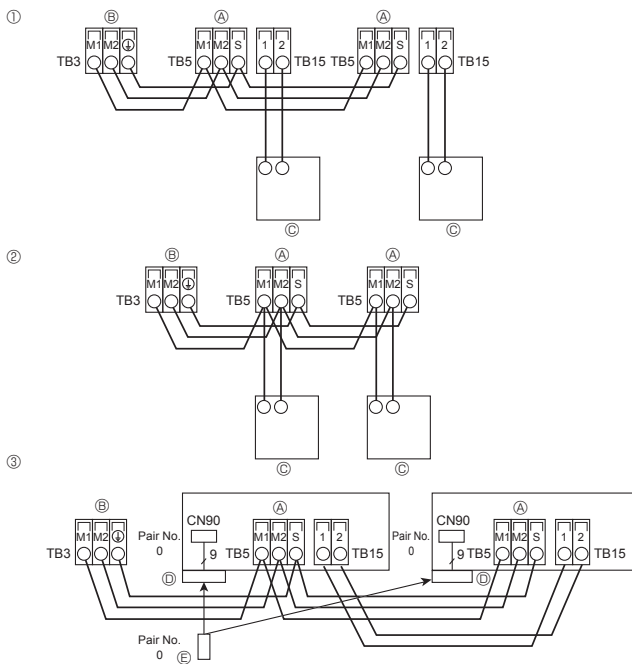 ①
Ⓑ Ⓐ Ⓐ
M1 M2 ⏚ M1 M2 S 1 2 M1 M2 S 1 2
TB3 TB5 TB15 TB5 TB15
Ⓒ Ⓒ
②
Ⓑ Ⓐ Ⓐ
M1 M2 ⏚ M1 M2 S M1 M2 S
TB3 TB5 TB5
Ⓒ Ⓒ
③
Ⓑ Ⓐ Ⓐ
CN90 CN90
M1 M2 ⏚ Pair No. 0 M1 M2 S 1 2 Pair No. 0 M1 M2 S 1 2
TB3 9 TB5 TB15 9 TB5 TB15
Ⓓ Ⓓ
Pair No.
0 Ⓔ